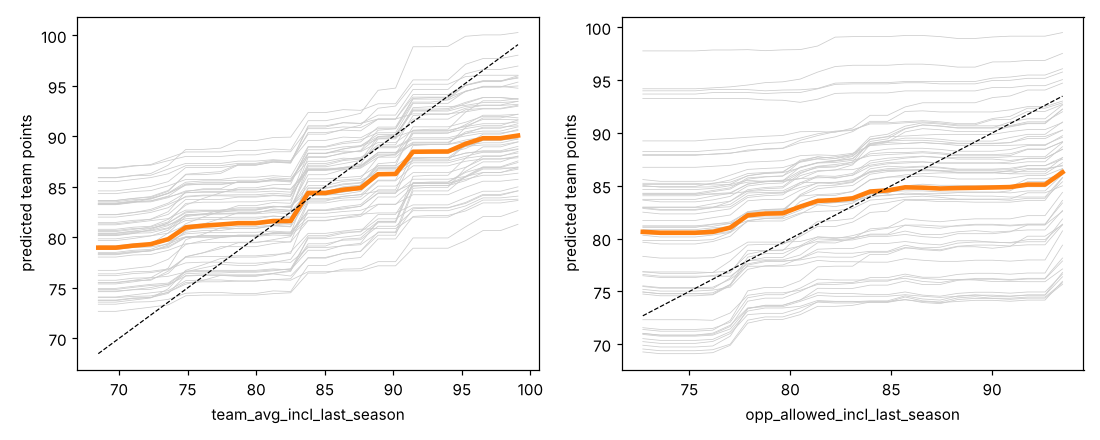 100
95
90
85
80
75
70
predicted team points
70 75 80 85 90 95 100
team_avg_incl_last_season
100
95
90
85
80
75
70
predicted team points
75 80 85 90
opp_allowed_incl_last_season